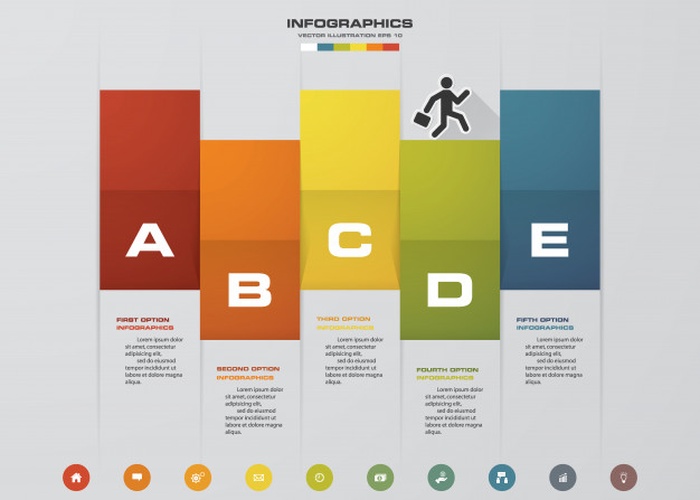 INFOGRAPHICS
VECTOR ILLUSTRATION EPS 10
A
B
C
D
E
FIRST OPTION
INFOGRAPHICS
Lorem ipsum dolor
sit amet, consectetur
adipisicing elit,
sed do eiusmod
tempor incididunt ut
labore et dolore magna
aliqua.
SECOND OPTION
INFOGRAPHICS
Lorem ipsum dolor
sit amet, consectetur
adipisicing elit,
sed do eiusmod
tempor incididunt ut
labore et dolore magna
aliqua.
THIRD OPTION
INFOGRAPHICS
Lorem ipsum dolor
sit amet, consectetur
adipisicing elit,
sed do eiusmod
tempor incididunt ut
labore et dolore magna
aliqua.
FOURTH OPTION
INFOGRAPHICS
Lorem ipsum dolor
sit amet, consectetur
adipisicing elit,
sed do eiusmod
tempor incididunt ut
labore et dolore magna
aliqua.
FIFTH OPTION
INFOGRAPHICS
Lorem ipsum dolor
sit amet, consectetur
adipisicing elit,
sed do eiusmod
tempor incididunt ut
labore et dolore magna
aliqua.